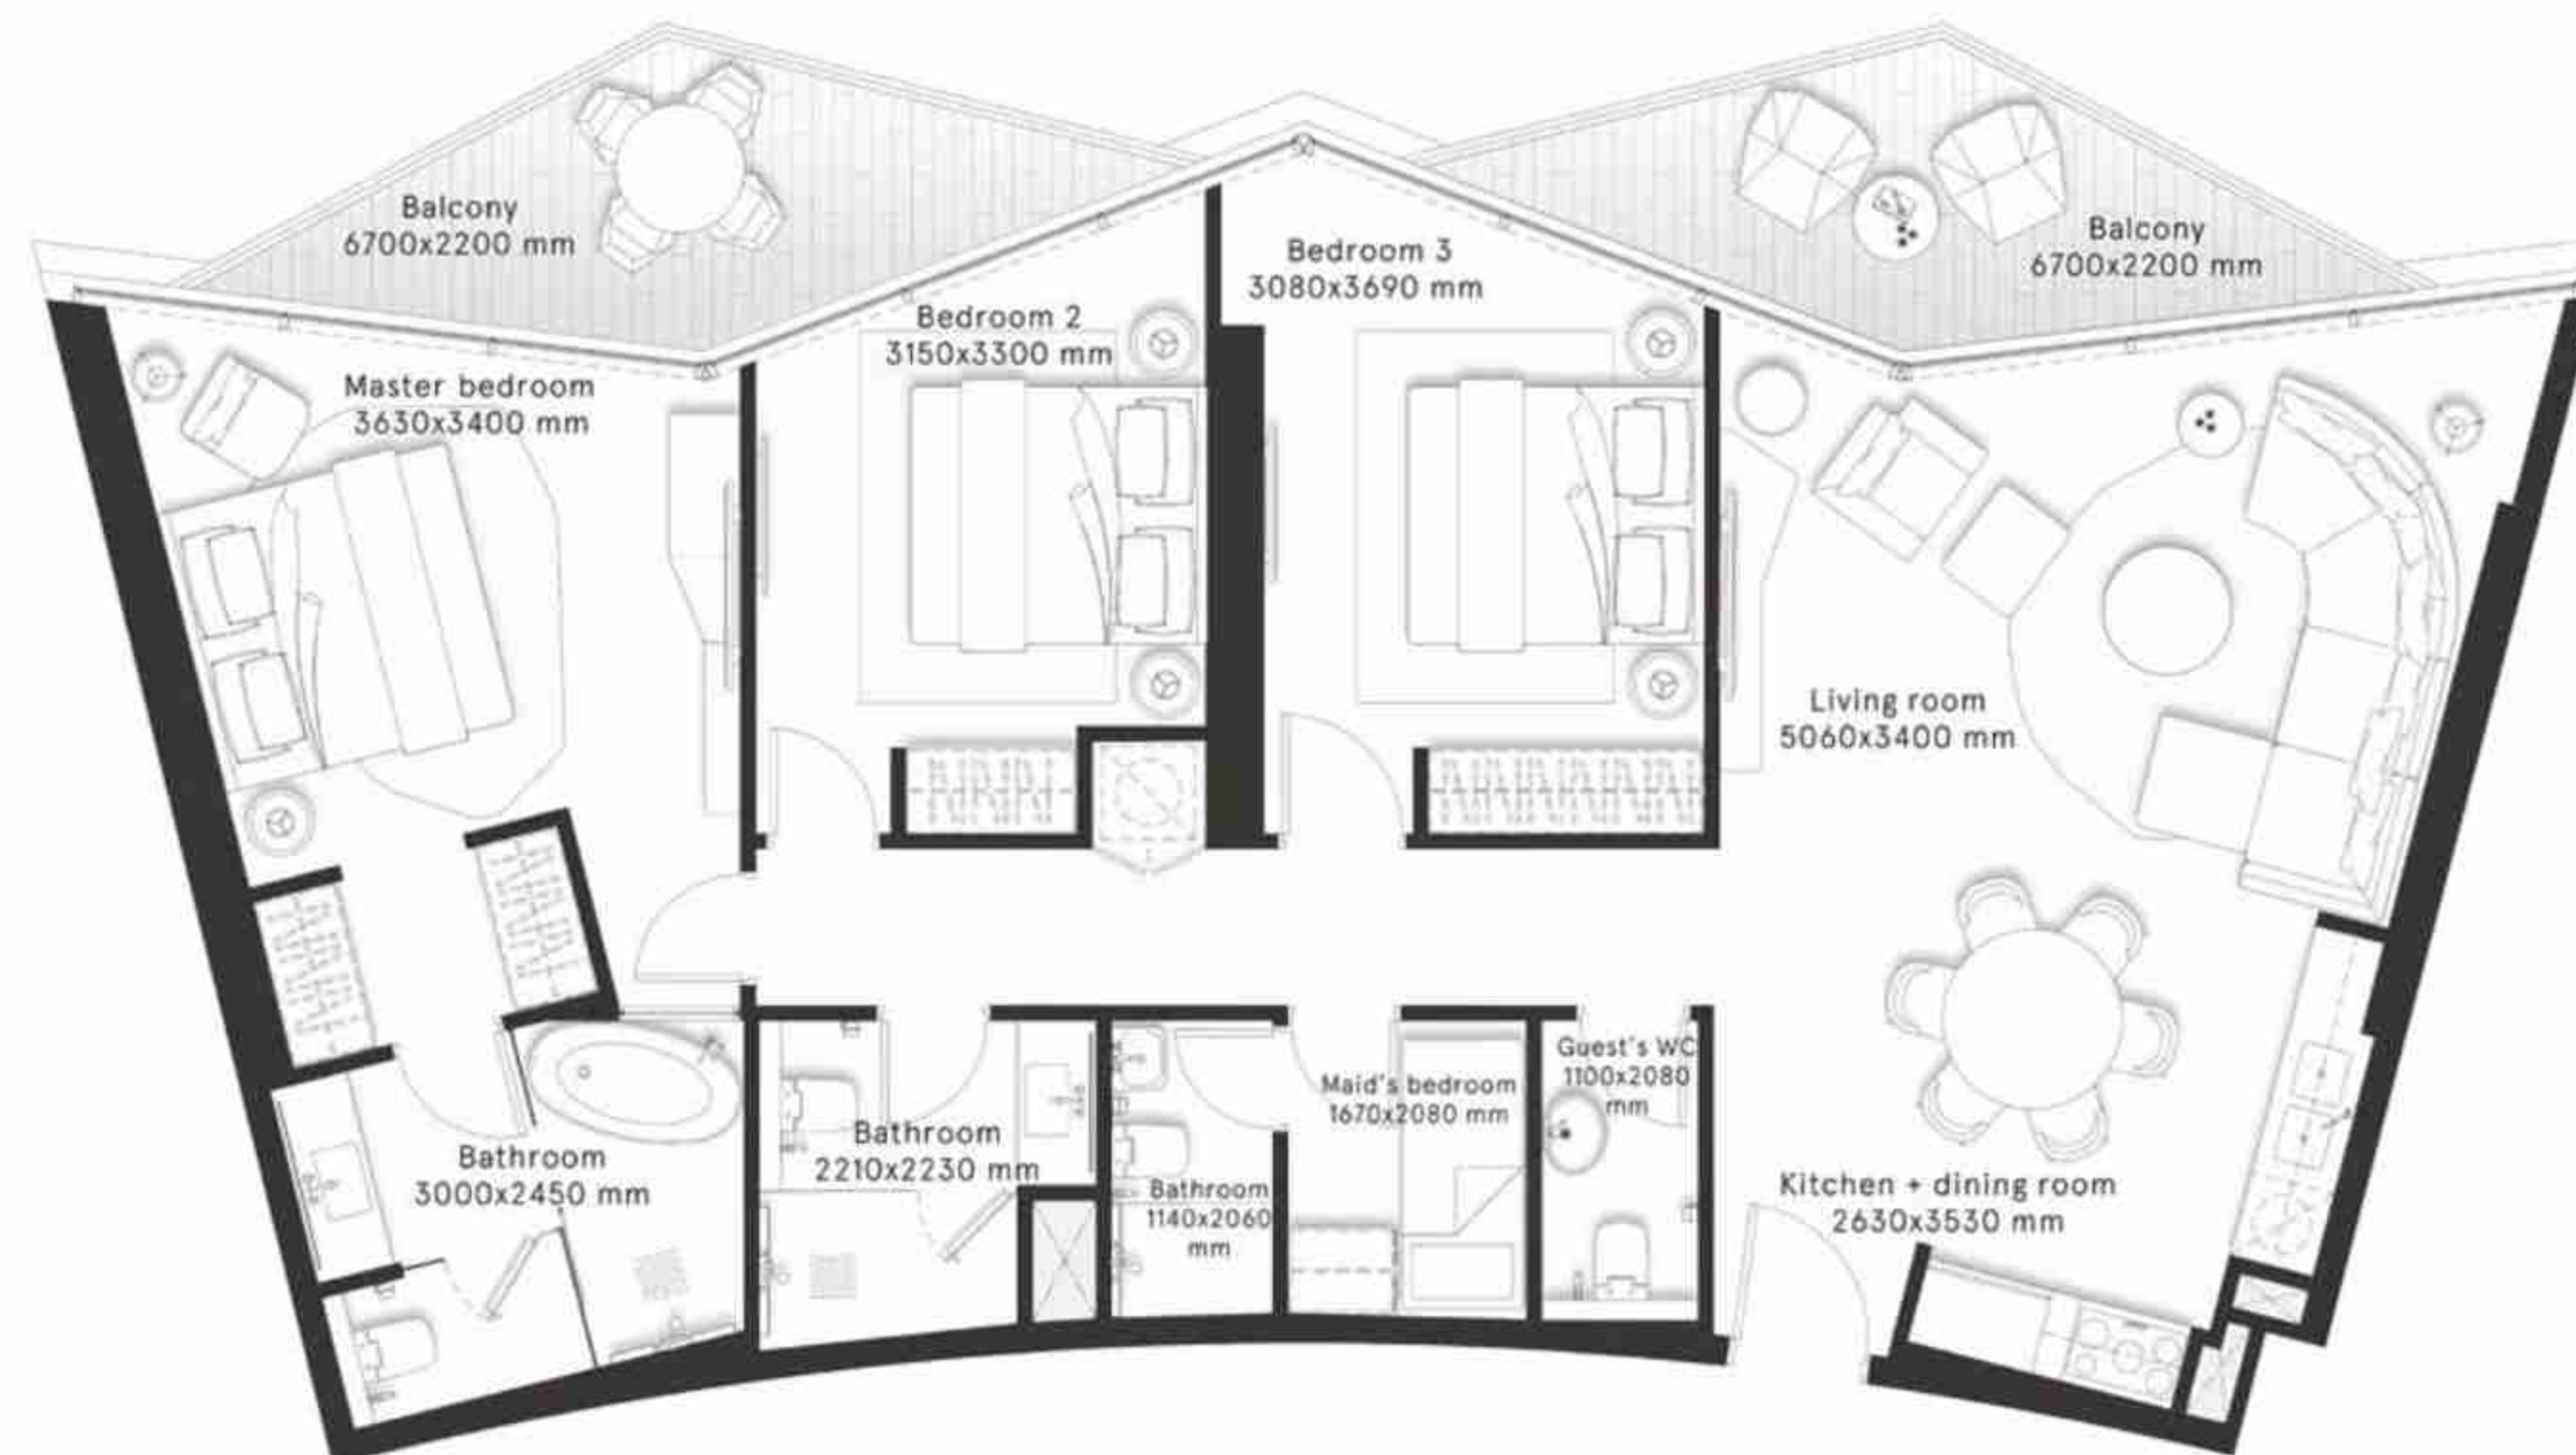 Balcony
6700x2200 mm
Balcony
6700x2200 mm
Bedroom 3
3080x3690 mm
Bedroom 2
3150x3300 mm
Master bedroom
3630x3400 mm
Living room
5060x3400 mm
Guest's WC
1100x2080
mm
Maid's bedroom
1670x2080 mm
Bathroom
2210x2230 mm
Bathroom
3000x2450 mm
Bathroom
1140x2060
mm
Kitchen + dining room
2630x3530 mm